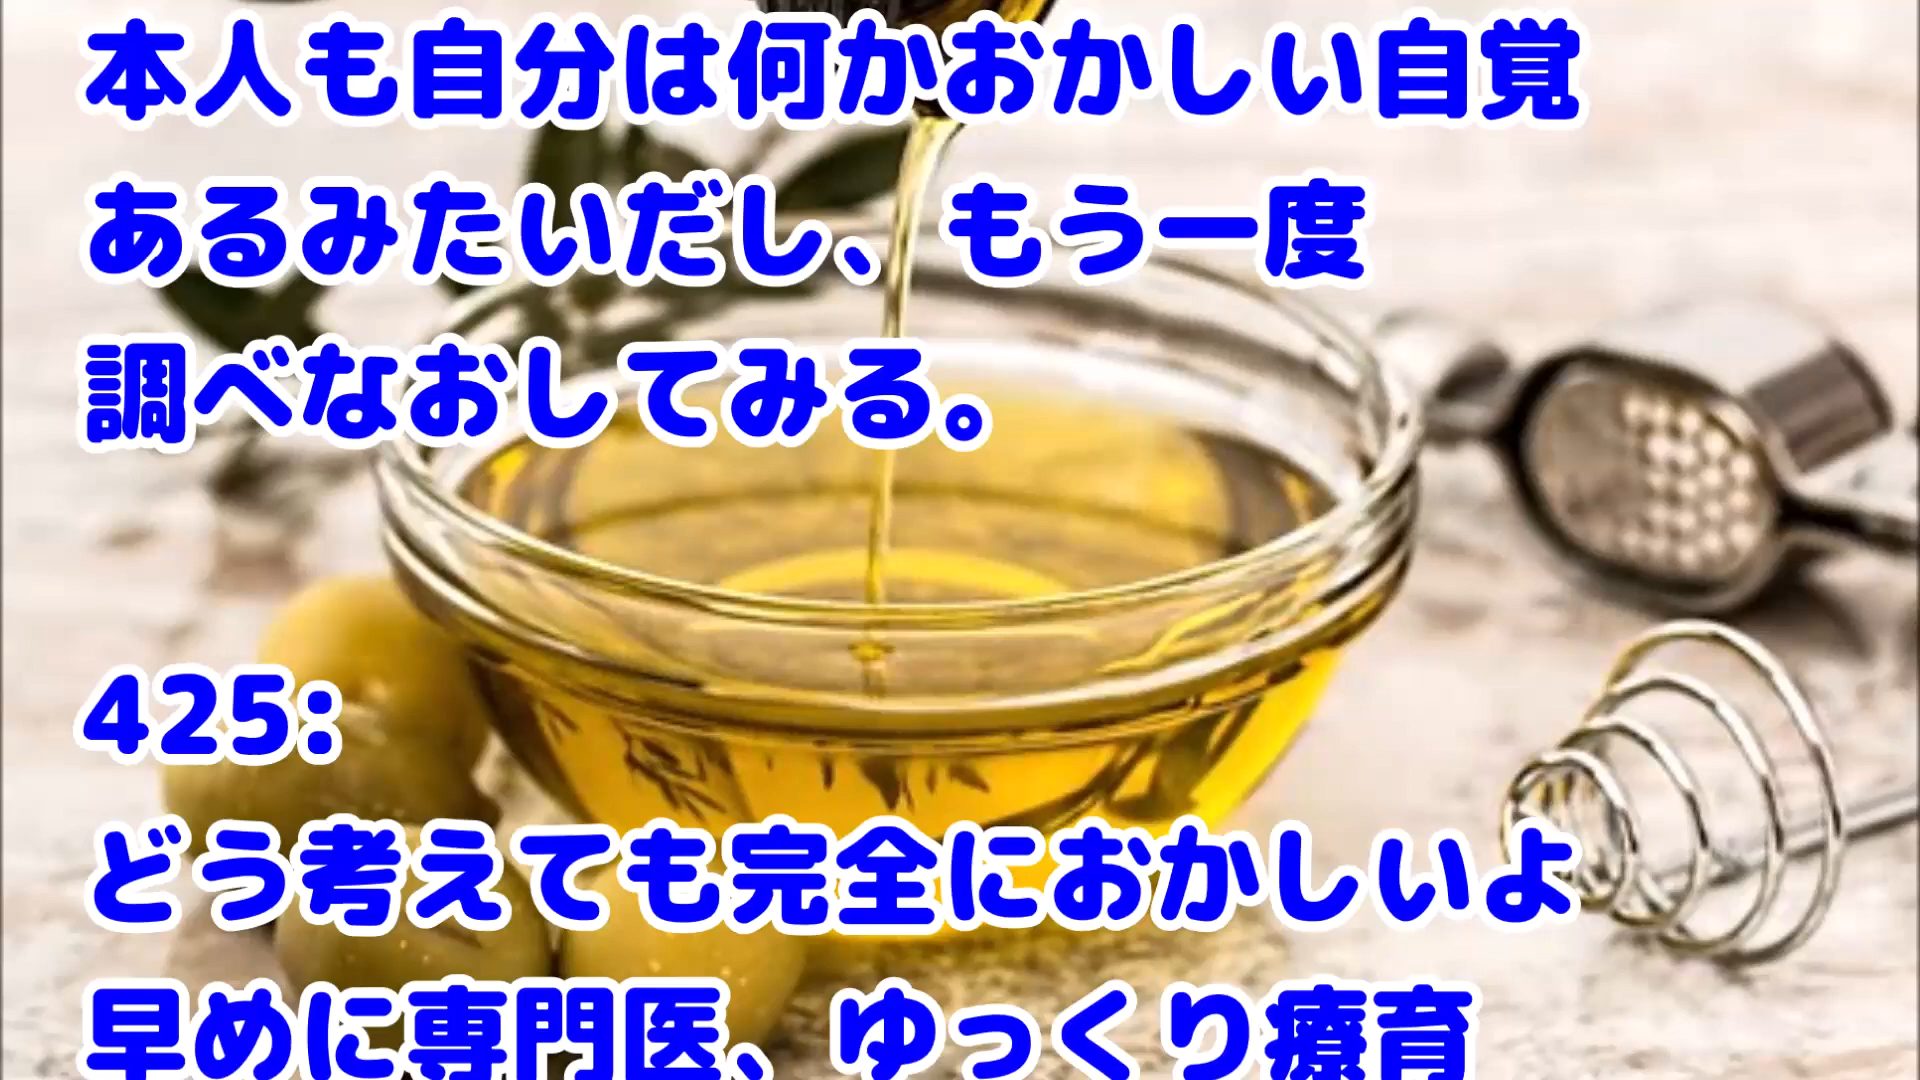 本人も自分は何かおかしい自覚
あるみたいだし、もう一度
調べなおしてみる。
425:
どう考えても完全におかしいよ
早めに専門医、ゆっくり療育